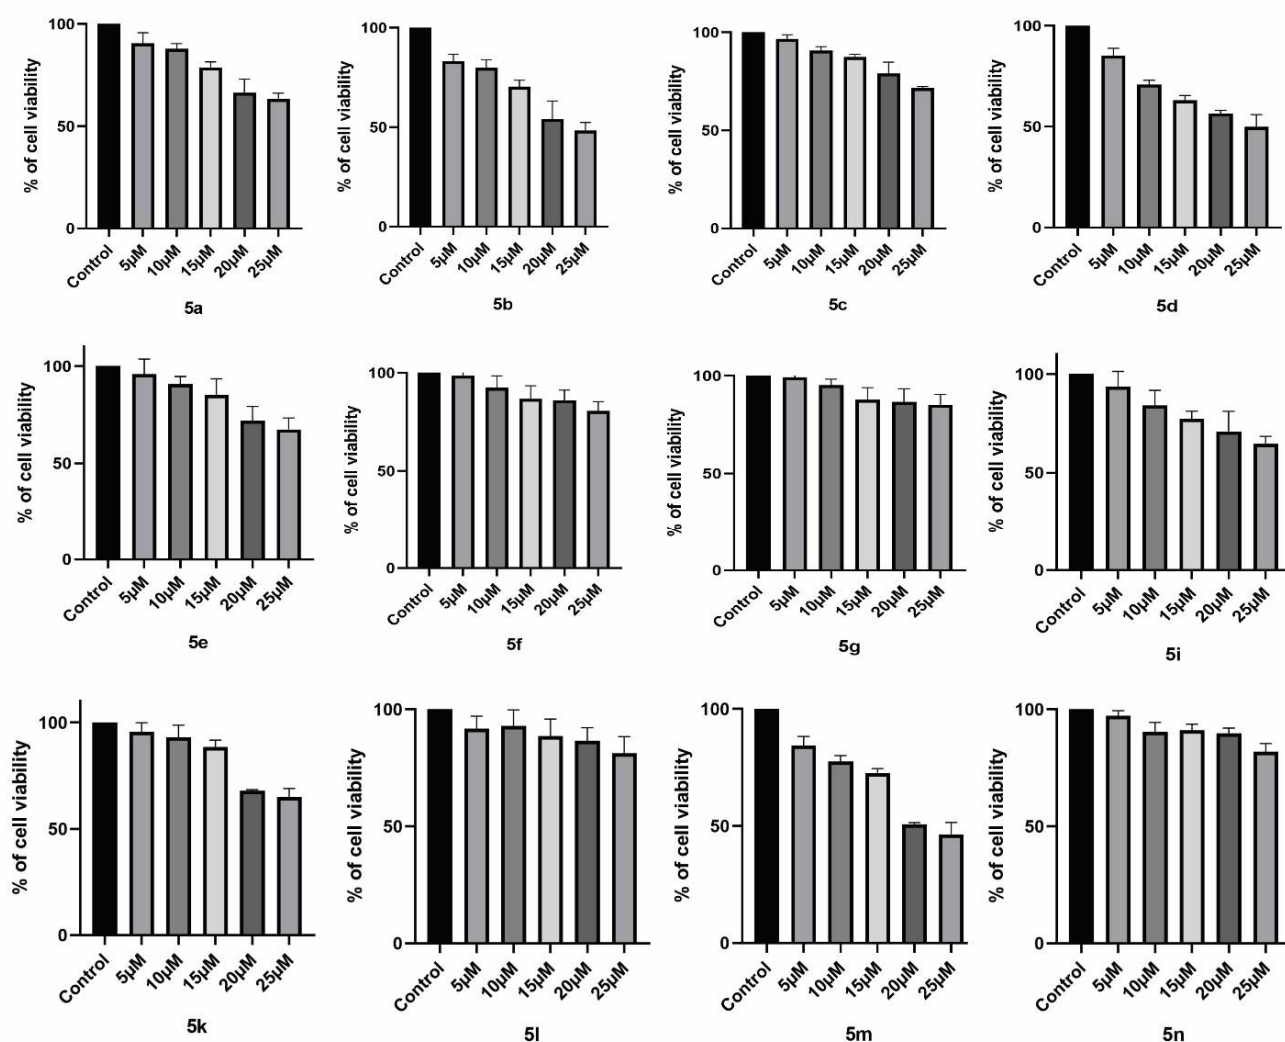 % of cell viability
100
50
0
Control
5µM
10µM
15µM
20µM
25µM
5a
% of cell viability
100
50
0
Control
5µM
10µM
15µM
20µM
25µM
5b
% of cell viability
100
50
0
Control
5µM
10µM
15µM
20µM
25µM
5c
% of cell viability
100
50
0
Control
5µM
10µM
15µM
20µM
25µM
5d
% of cell viability
100
50
0
Control
5µM
10µM
15µM
20µM
25µM
5e
% of cell viability
100
50
0
Control
5µM
10µM
15µM
20µM
25µM
5f
% of cell viability
100
50
0
Control
5µM
10µM
15µM
20µM
25µM
5g
% of cell viability
100
50
0
Control
5µM
10µM
15µM
20µM
25µM
5i
% of cell viability
100
50
0
Control
5µM
10µM
15µM
20µM
25µM
5k
% of cell viability
100
50
0
Control
5µM
10µM
15µM
20µM
25µM
5l
% of cell viability
100
50
0
Control
5µM
10µM
15µM
20µM
25µM
5m
% of cell viability
100
50
0
Control
5µM
10µM
15µM
20µM
25µM
5n